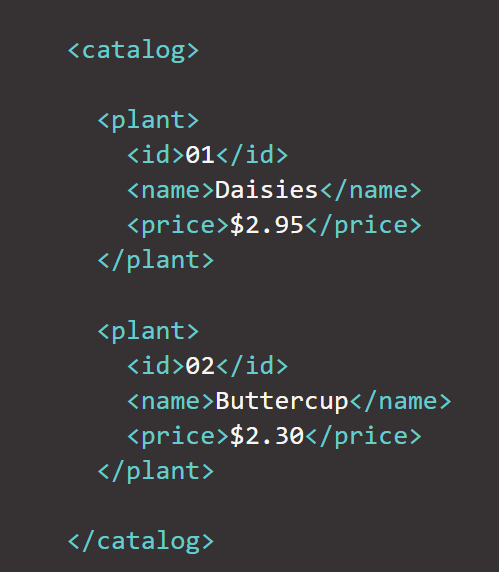 <catalog>
<plant>
<id>01</id>
<name>Daisies</name>
<price>$2.95</price>
</plant>
<plant>
<id>02</id>
<name>Buttercup</name>
<price>$2.30</price>
</plant>
</catalog>